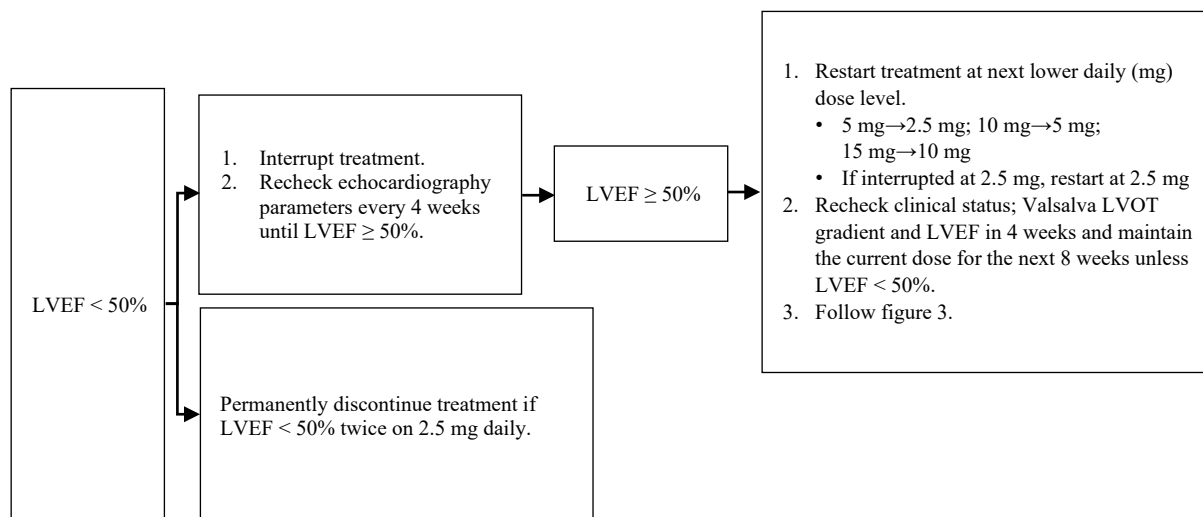 LVEF < 50%
1. Interrupt treatment.
2. Recheck echocardiography
parameters every 4 weeks
until LVEF ≥ 50%.
Permanently discontinue treatment if
LVEF < 50% twice on 2.5 mg daily.
LVEF ≥ 50%
1. Restart treatment at next lower daily (mg)
dose level.
• 5 mg→2.5 mg; 10 mg→5 mg;
15 mg→10 mg
• If interrupted at 2.5 mg, restart at 2.5 mg
2. Recheck clinical status; Valsalva LVOT
gradient and LVEF in 4 weeks and maintain
the current dose for the next 8 weeks unless
LVEF < 50%.
3. Follow figure 3.